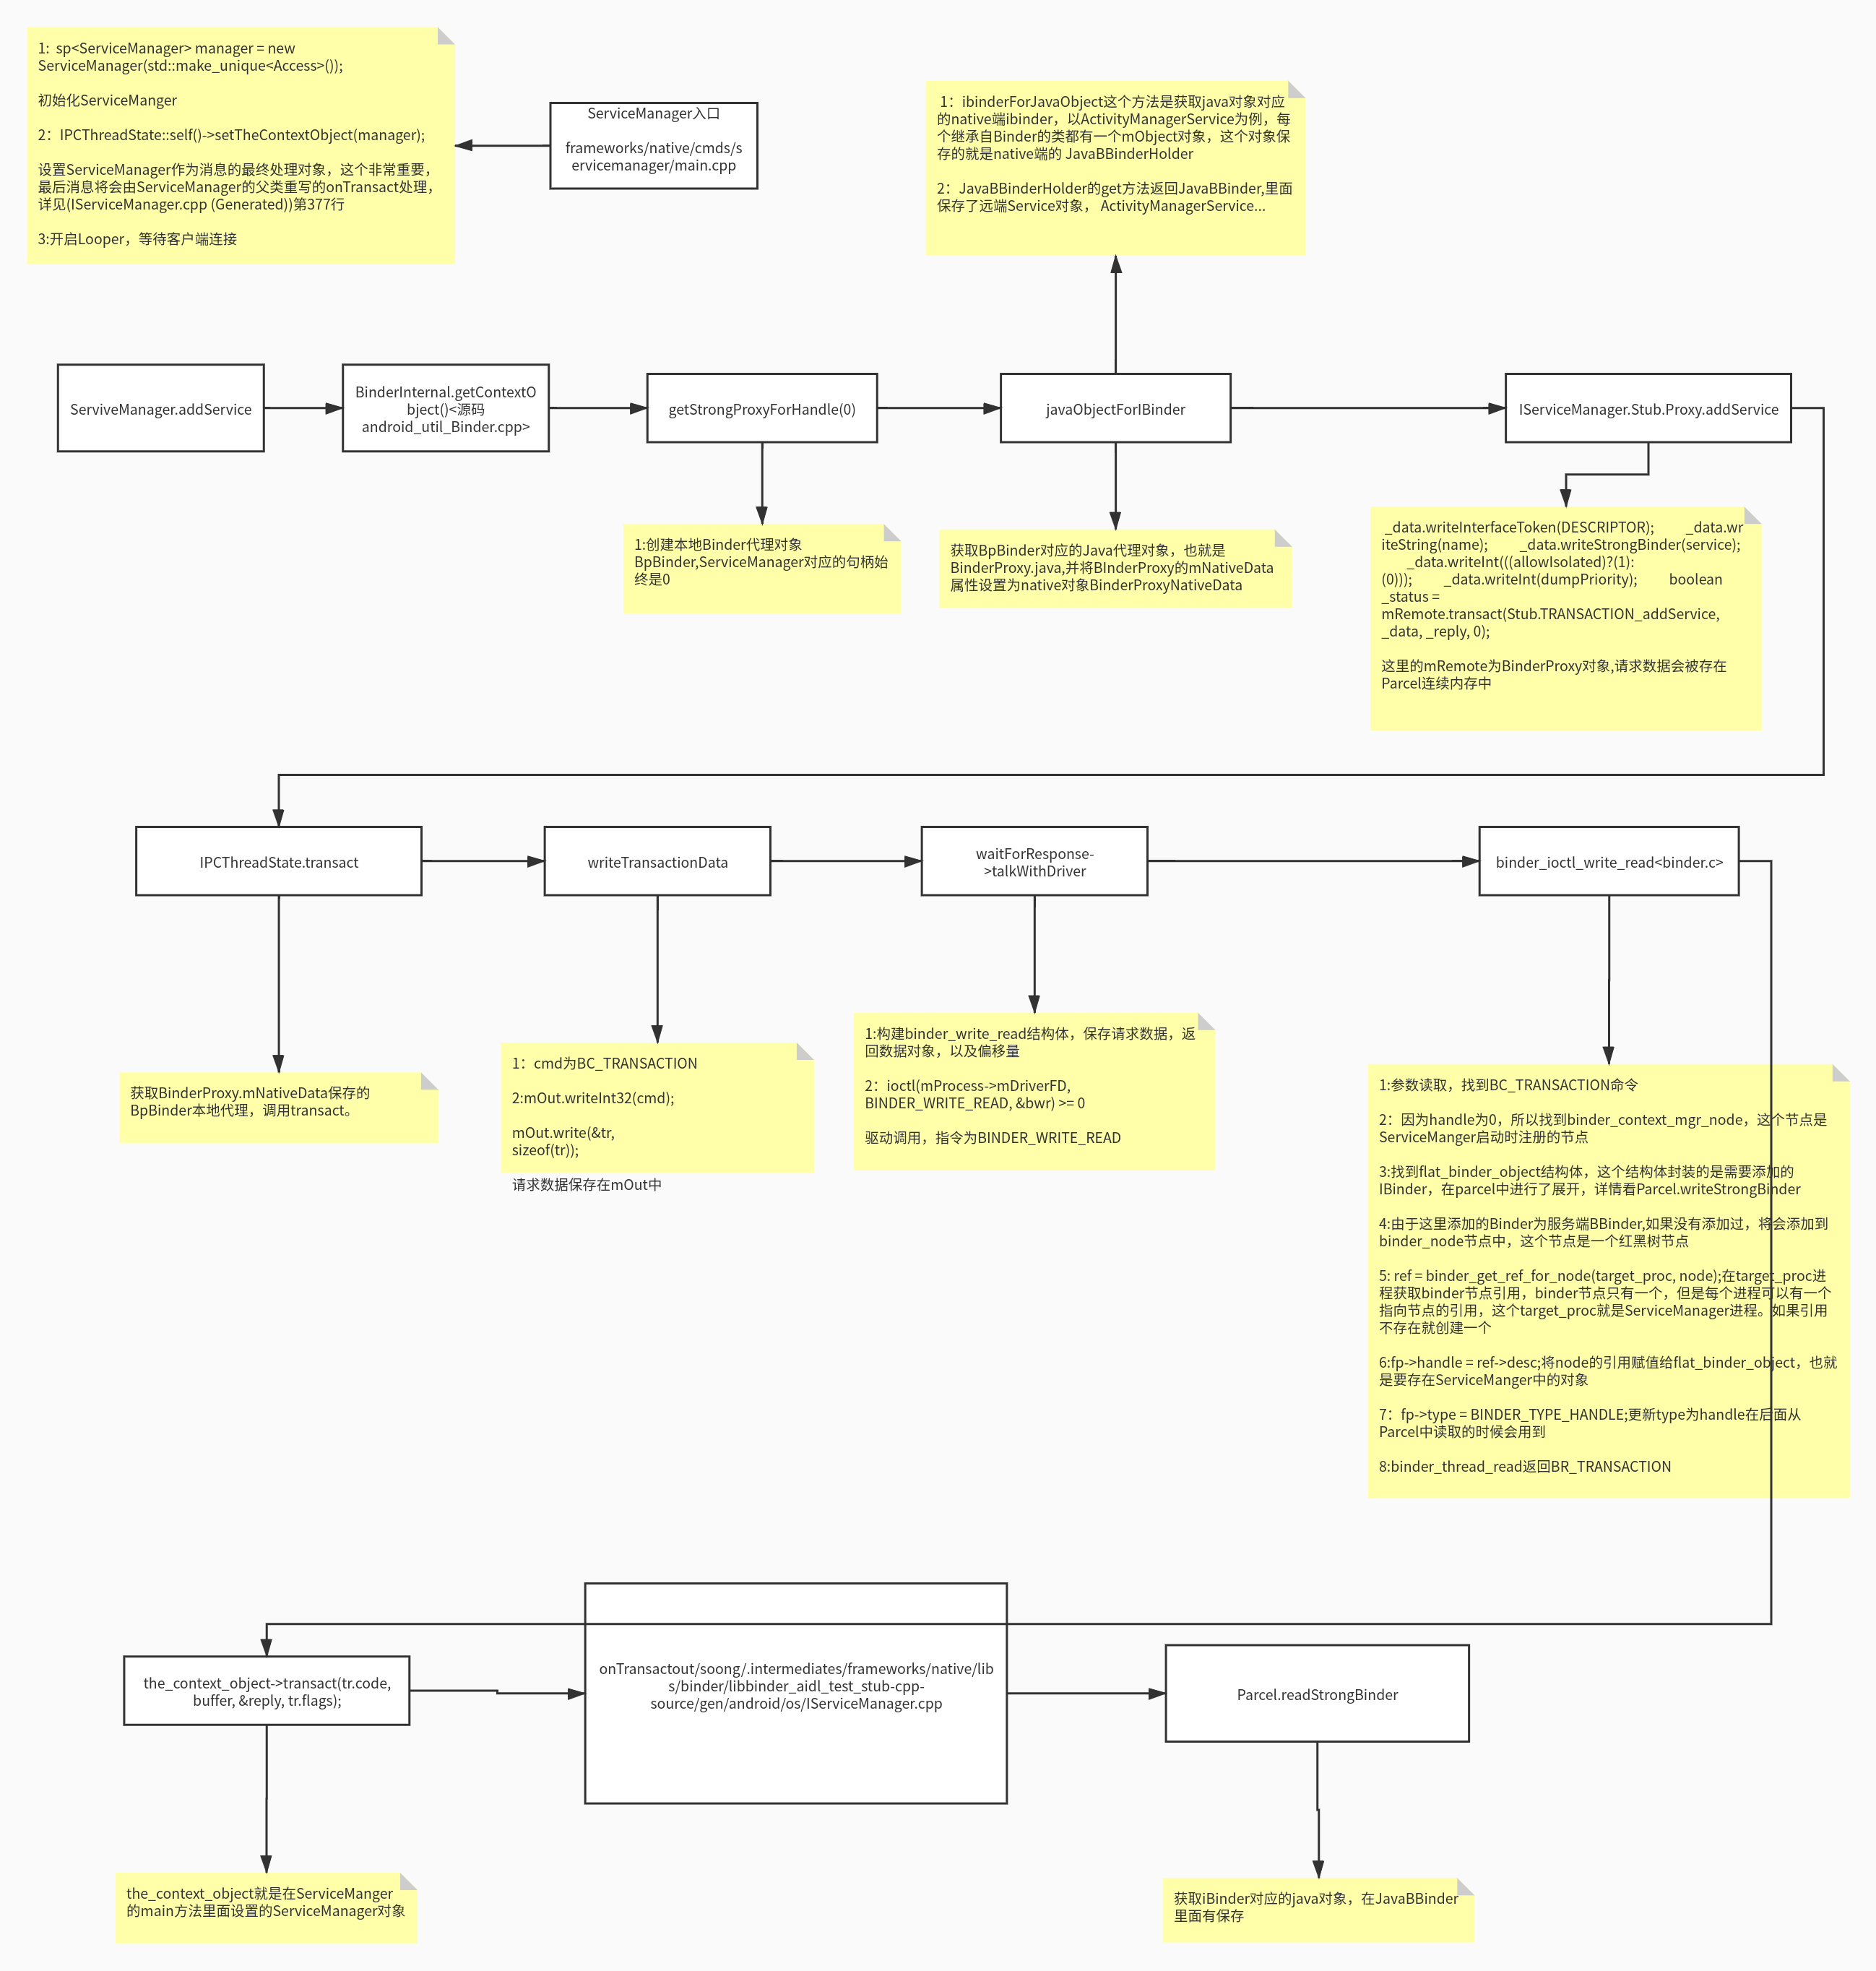 1:  sp<ServiceManager> manager = new
ServiceManager(std::make_unique<Access>());
初始化ServiceManger
2：IPCThreadState::self()->setTheContextObject(manager);
设置ServiceManager作为消息的最终处理对象，这个非常重要，
最后消息将会由ServiceManager的父类重写的onTransact处理，
详见(IServiceManager.cpp (Generated))第377行
3:开启Looper，等待客户端连接
ServiceManager入口
frameworks/native/cmds/s
ervicemanager/main.cpp
1：ibinderForJavaObject这个方法是获取java对象对应
的native端ibinder，以ActivityManagerService为例，每
个继承自Binder的类都有一个mObject对象，这个对象保
存的就是native端的 JavaBBinderHolder
2：JavaBBinderHolder的get方法返回JavaBBinder,里面
保存了远端Service对象， ActivityManagerService...
ServiveManager.addService
BinderInternal.getContextO
bject()<源码
android_util_Binder.cpp>
getStrongProxyForHandle(0)
javaObjectForIBinder
IServiceManager.Stub.Proxy.addService
1:创建本地Binder代理对象
BpBinder,ServiceManager对应的句柄始
终是0
获取BpBinder对应的Java代理对象，也就是
BinderProxy.java,并将BInderProxy的mNativeData
属性设置为native对象BinderProxyNativeData
_data.writeInterfaceToken(DESCRIPTOR);         _data.wr
iteString(name);         _data.writeStrongBinder(service);
_data.writeInt(((allowIsolated)?(1):
(0)));         _data.writeInt(dumpPriority);         boolean
_status =
mRemote.transact(Stub.TRANSACTION_addService,
_data, _reply, 0);
这里的mRemote为BinderProxy对象,请求数据会被存在
Parcel连续内存中
IPCThreadState.transact
writeTransactionData
waitForResponse-
>talkWithDriver
binder_ioctl_write_read<binder.c>
获取BinderProxy.mNativeData保存的
BpBinder本地代理，调用transact。
1：cmd为BC_TRANSACTION
2:mOut.writeInt32(cmd);
mOut.write(&tr,
sizeof(tr));
请求数据保存在mOut中
1:构建binder_write_read结构体，保存请求数据，返
回数据对象，以及偏移量
2：ioctl(mProcess->mDriverFD,
BINDER_WRITE_READ, &bwr) >= 0
驱动调用，指令为BINDER_WRITE_READ
1:参数读取，找到BC_TRANSACTION命令
2：因为handle为0，所以找到binder_context_mgr_node，这个节点是
ServiceManger启动时注册的节点
3:找到flat_binder_object结构体，这个结构体封装的是需要添加的
IBinder，在parcel中进行了展开，详情看Parcel.writeStrongBinder
4:由于这里添加的Binder为服务端BBinder,如果没有添加过，将会添加到
binder_node节点中，这个节点是一个红黑树节点
5: ref = binder_get_ref_for_node(target_proc, node);在target_proc进
程获取binder节点引用，binder节点只有一个，但是每个进程可以有一个
指向节点的引用，这个target_proc就是ServiceManager进程。如果引用
不存在就创建一个
6:fp->handle = ref->desc;将node的引用赋值给flat_binder_object，也就
是要存在ServiceManger中的对象
7：fp->type = BINDER_TYPE_HANDLE;更新type为handle在后面从
Parcel中读取的时候会用到
8:binder_thread_read返回BR_TRANSACTION
the_context_object->transact(tr.code,
buffer, &reply, tr.flags);
onTransactout/soong/.intermediates/frameworks/native/lib
s/binder/libbinder_aidl_test_stub-cpp-
source/gen/android/os/IServiceManager.cpp
Parcel.readStrongBinder
the_context_object就是在ServiceManger
的main方法里面设置的ServiceManager对象
获取iBinder对应的java对象，在JavaBBinder
里面有保存